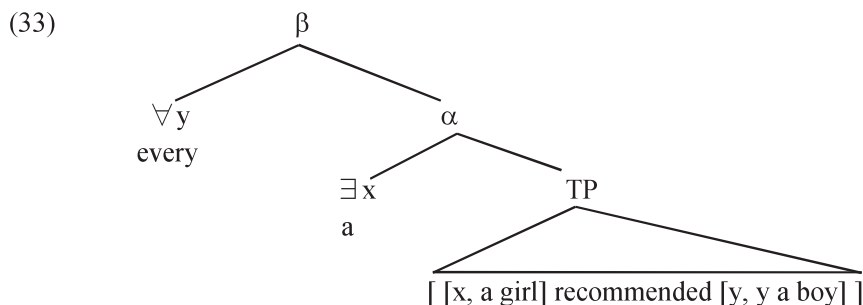 (33)
β
∀y α
every
∃x TP
a
[ [x, a girl] recommended [y, y a boy] ]